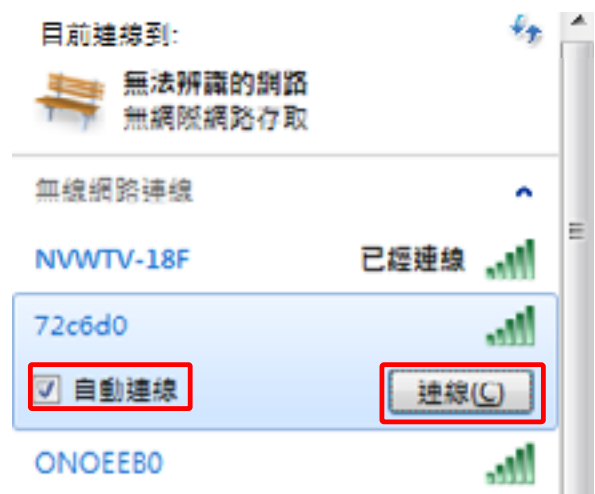 目前連線到:
無法辨識的網路
無網際網路存取
無線網路連線
NVWTV-18F 已經連線
72c6d0
自動連線 連線(C)
ONOEEB0